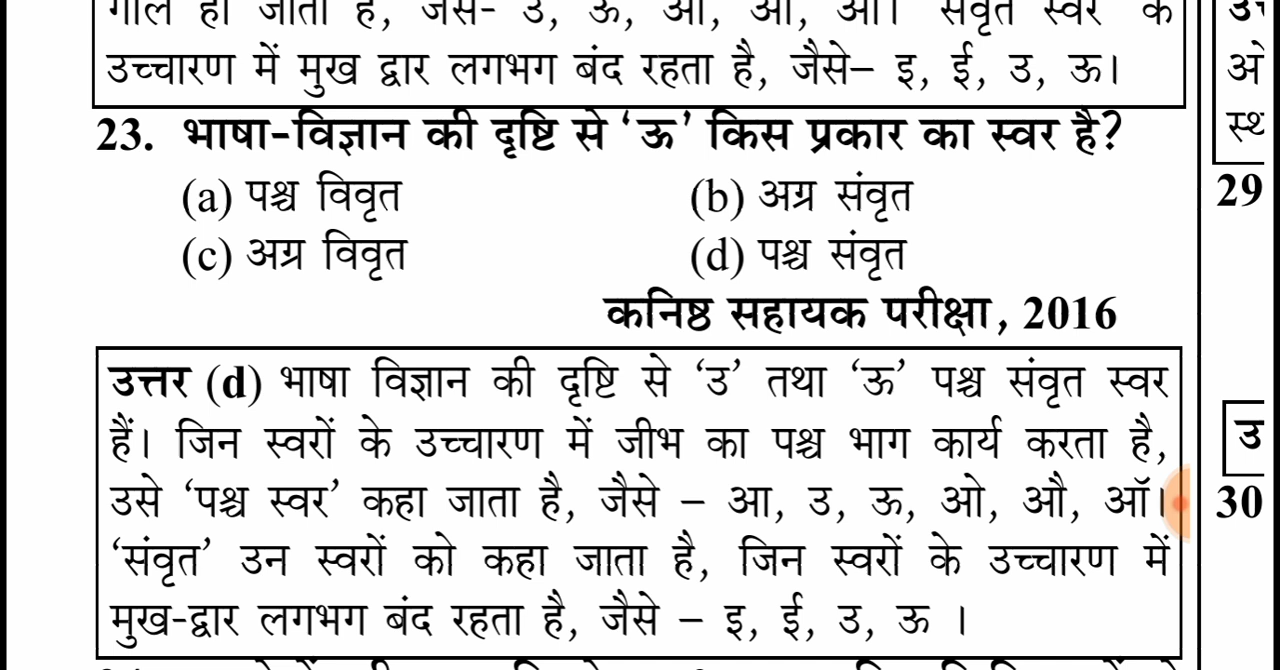 गोल हो जाता है, जैसे- उ, ऊ, ओ, औ, ऑ। संवृत स्वर के
उच्चारण में मुख द्वार लगभग बंद रहता है, जैसे– इ, ई, उ, ऊ।
23. भाषा-विज्ञान की दृष्टि से ‘ऊ’ किस प्रकार का स्वर है?
(a) पश्च विवृत (b) अग्र संवृत
(c) अग्र विवृत (d) पश्च संवृत
कनिष्ठ सहायक परीक्षा, 2016
उत्तर (d) भाषा विज्ञान की दृष्टि से ‘उ’ तथा ‘ऊ’ पश्च संवृत स्वर
हैं। जिन स्वरों के उच्चारण में जीभ का पश्च भाग कार्य करता है,
उसे ‘पश्च स्वर’ कहा जाता है, जैसे – आ, उ, ऊ, ओ, औ, ऑ।
‘संवृत’ उन स्वरों को कहा जाता है, जिन स्वरों के उच्चारण में
मुख-द्वार लगभग बंद रहता है, जैसे – इ, ई, उ, ऊ ।
29
उ
30